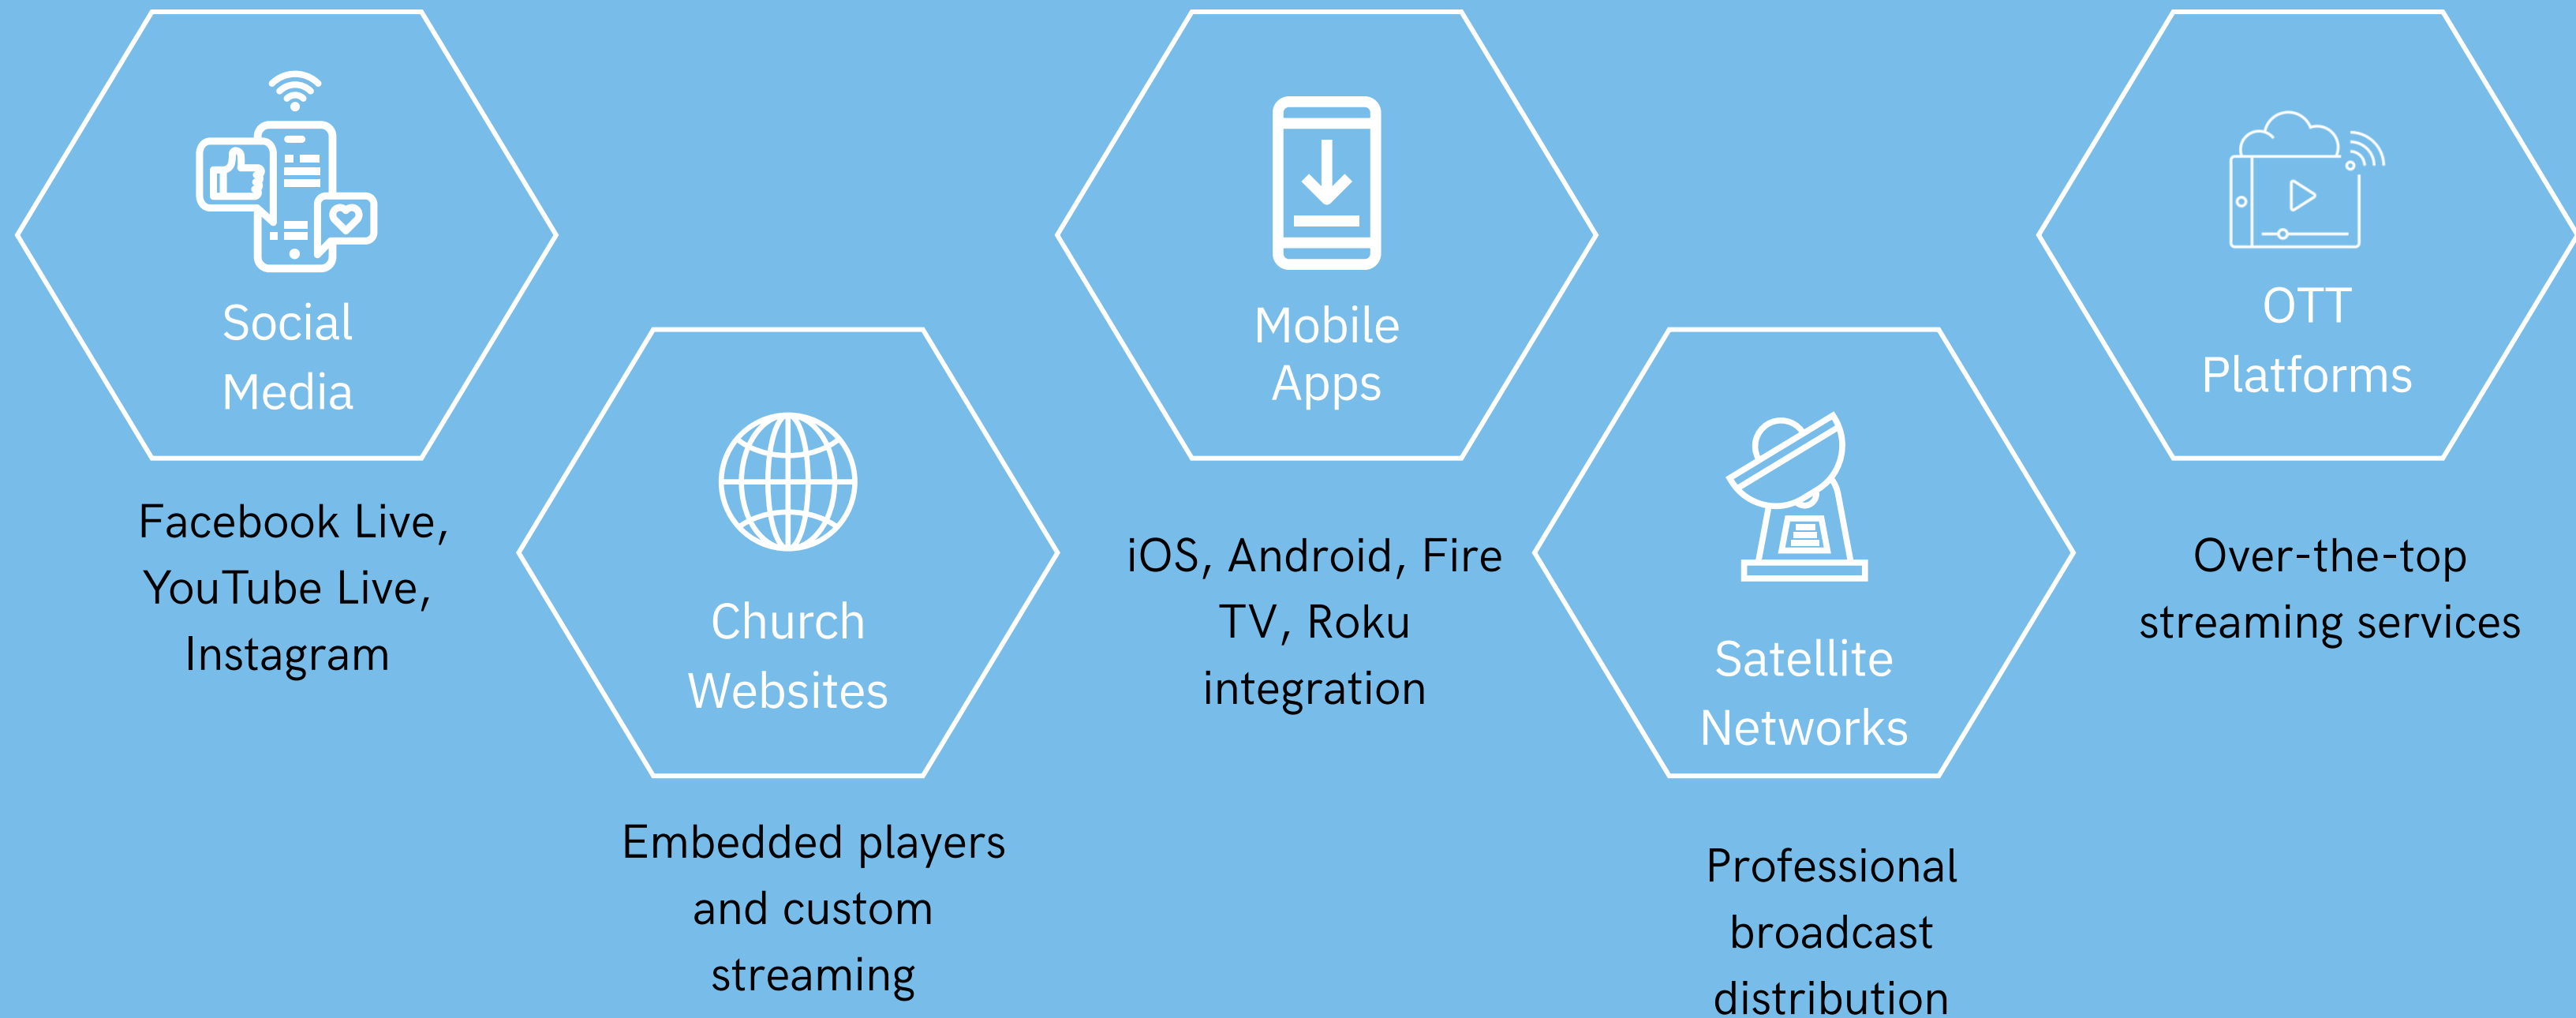 Social
Media
Facebook Live,
YouTube Live,
Instagram
Church
Websites
Embedded players
and custom
streaming
Mobile
Apps
iOS, Android, Fire
TV, Roku
integration
Satellite
Networks
Professional
broadcast
distribution
OTT
Platforms
Over-the-top
streaming services